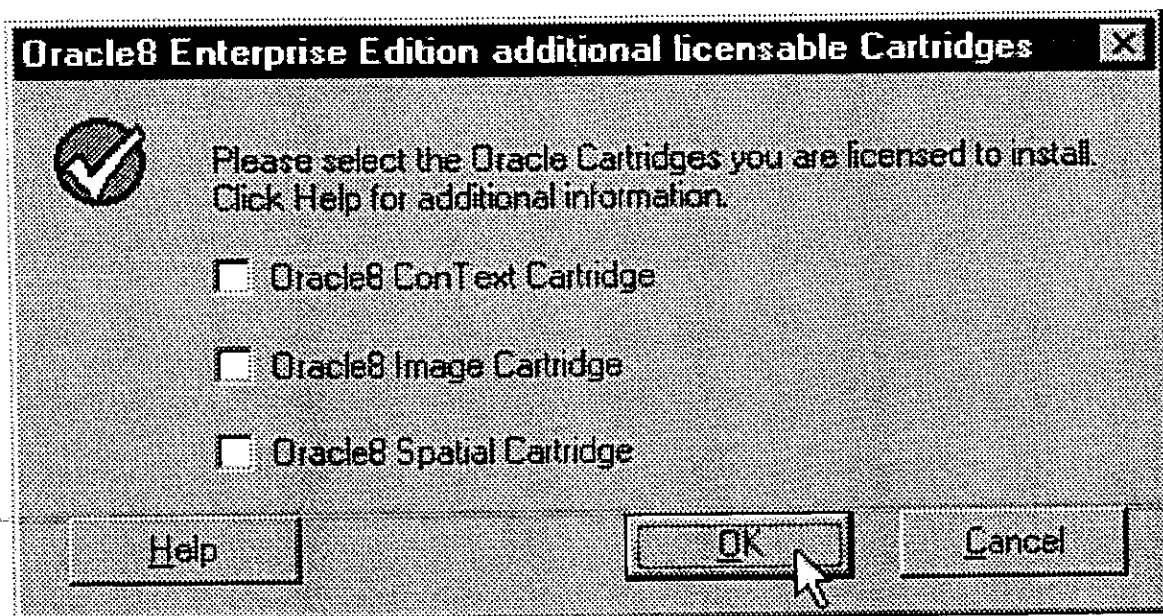 Oracle8 Enterprise Edition additional licensable Cartridges
Please select the Oracle Cartridges you are licensed to install.
Click Help for additional information.
Oracle8 ConText Cartridge
Oracle8 Image Cartridge
Oracle8 Spatial Cartridge
Help
OK
Cancel